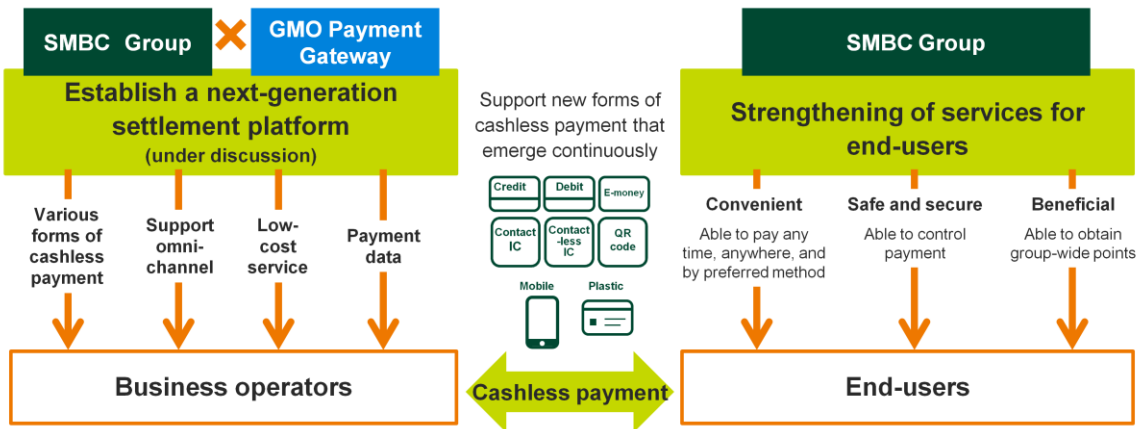 SMBC Group
GMO Payment
Gateway
Establish a next-generation
settlement platform
(under discussion)
Various
forms of
cashless
payment
Support
omni-
channel
Low-
cost
service
Payment
data
Business operators
Support new forms of
cashless payment that
emerge continuously
Credit
Debit
E-money
Contact
IC
Contact
-less
IC
QR
code
Mobile
Plastic
Cashless payment
SMBC Group
Strengthening of services for
end-users
Convenient
Able to pay any
time, anywhere, and
by preferred method
Safe and secure
Able to control
payment
Beneficial
Able to obtain
group-wide points
End-users